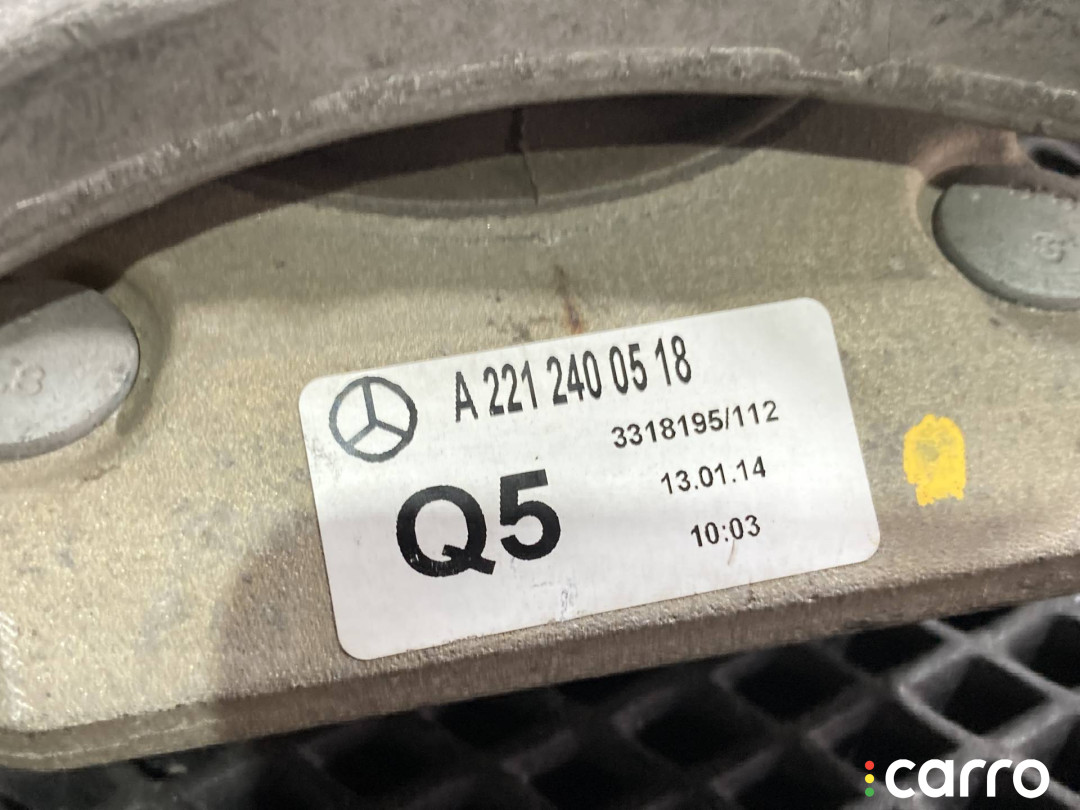 A 221 240 05 18
3318195/112
13.01.14
Q5
10:03
carro